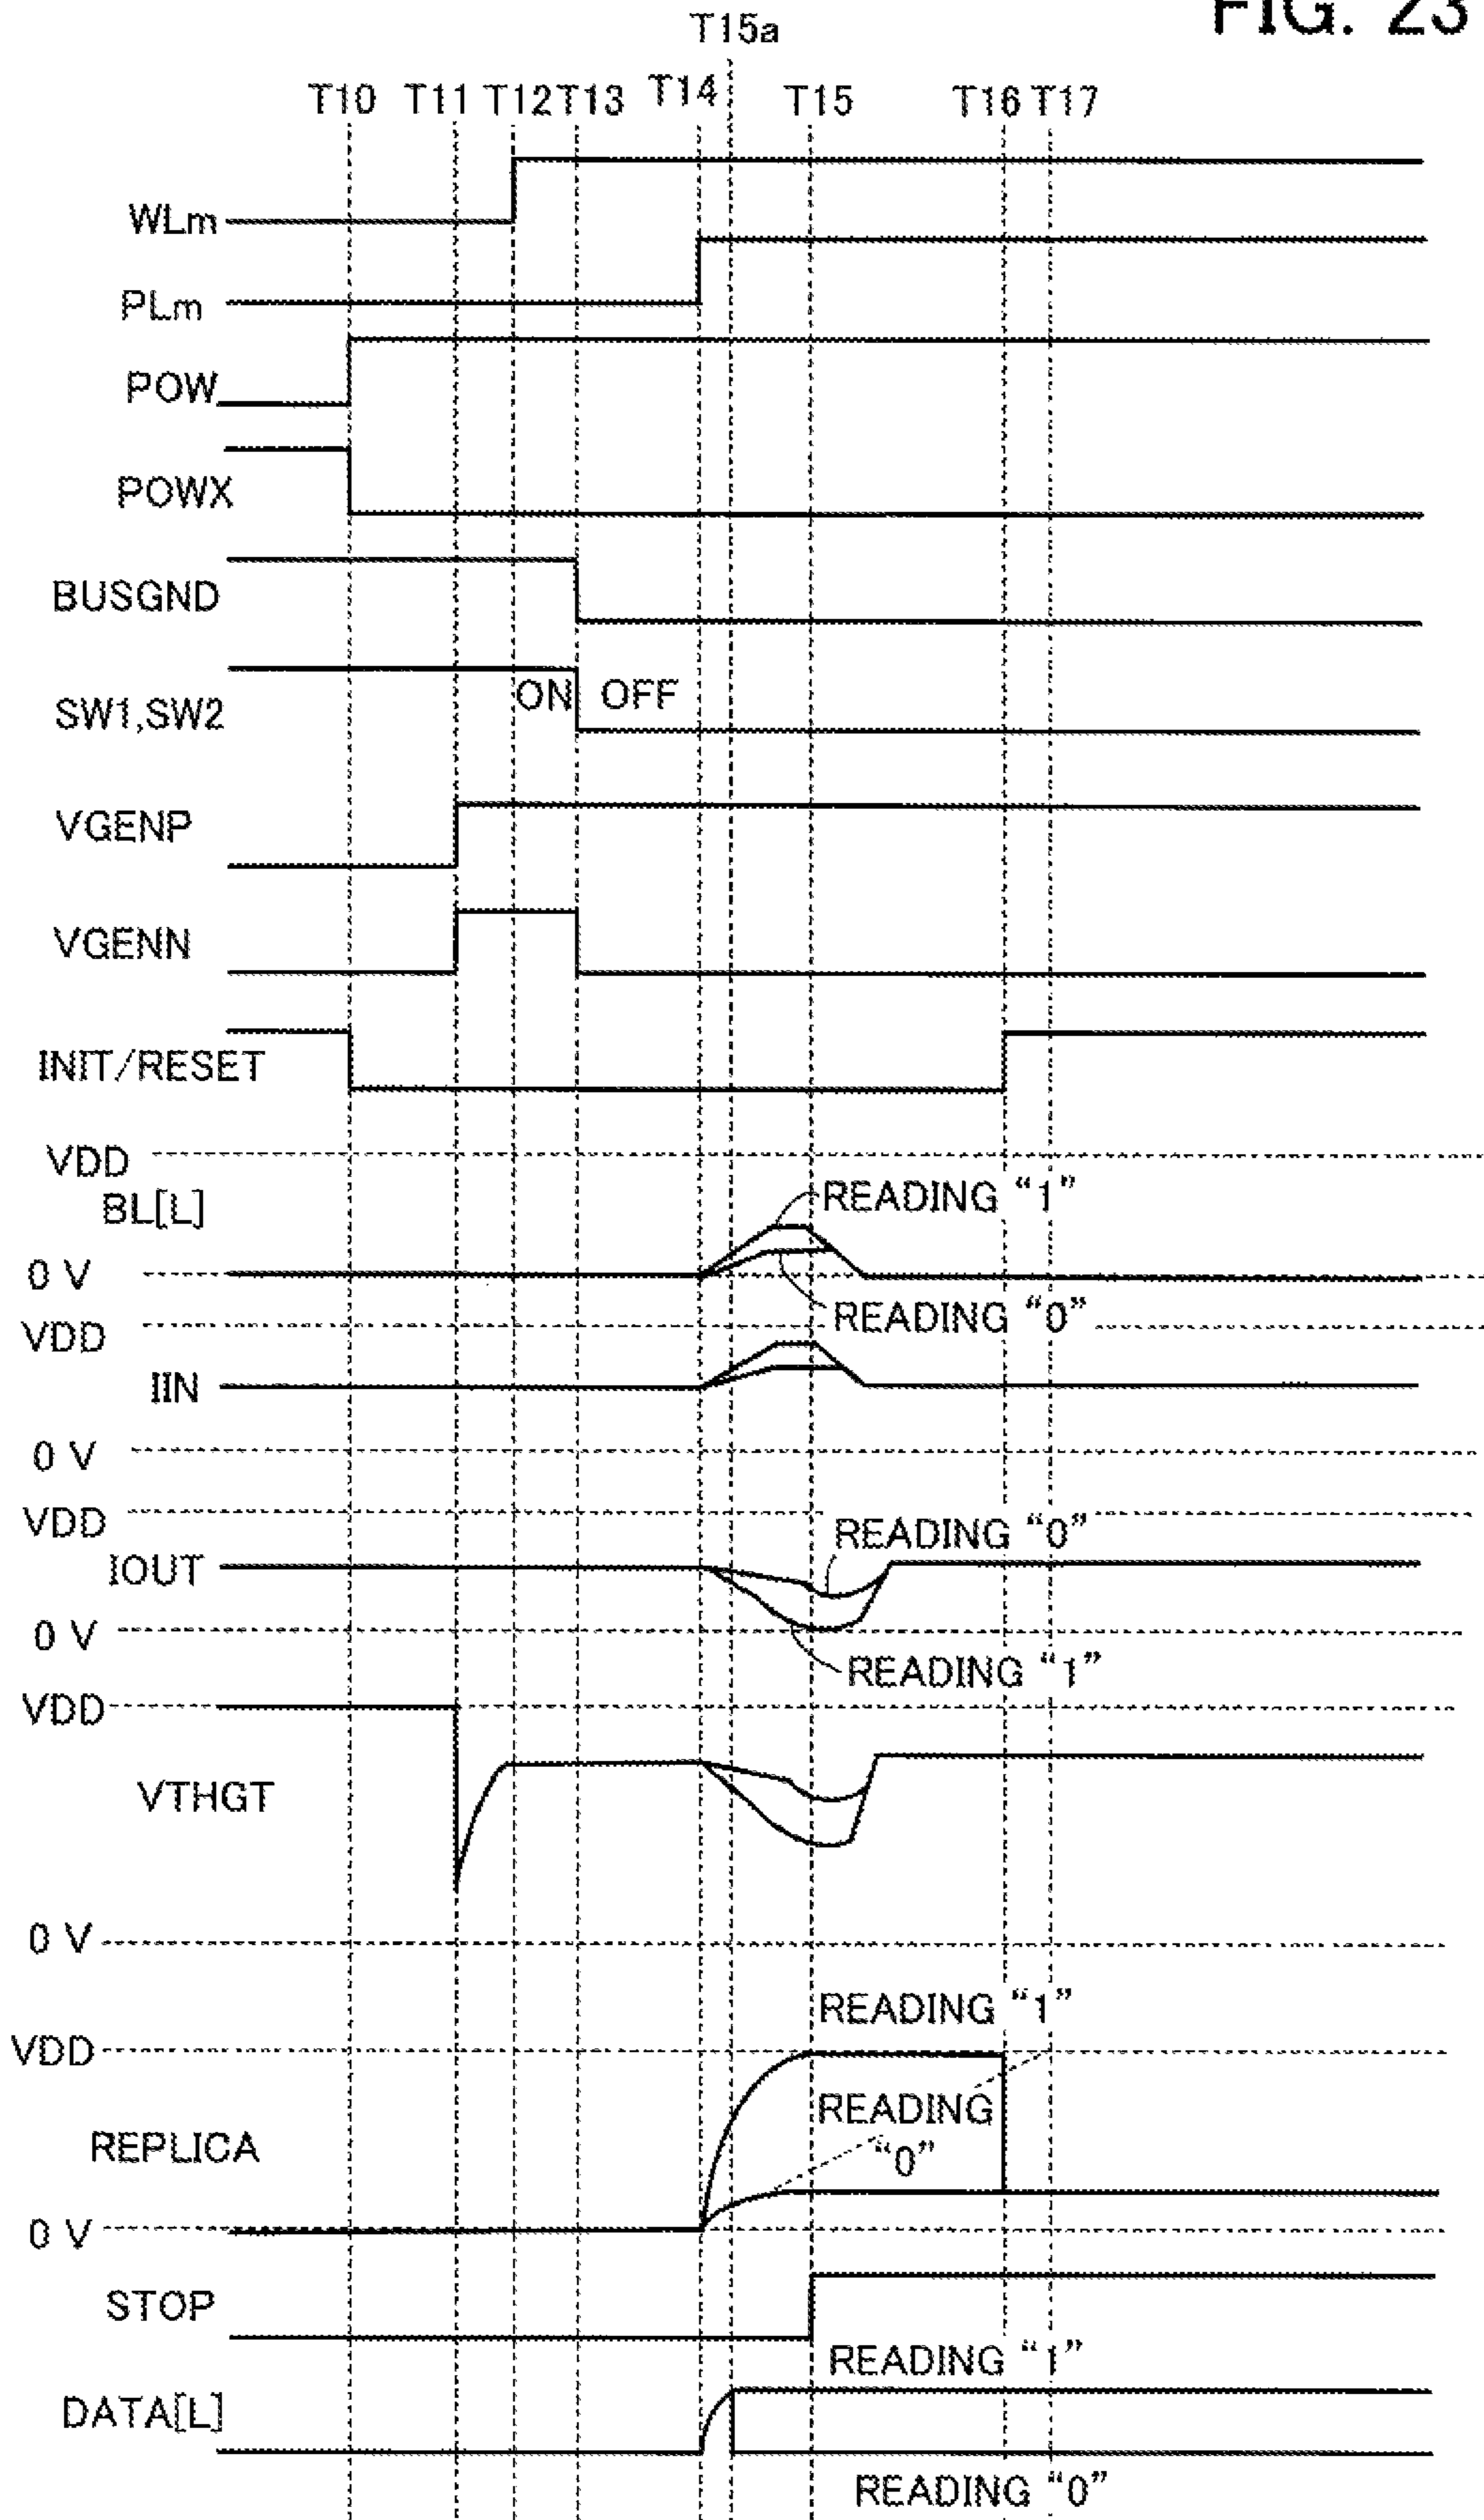 FIG. 23
T15a
T10 T11 T12 T13 T14 T15 T16 T17
WLm
PLm
POW
POWX
BUSGND
SW1,SW2 ON OFF
VGENP
VGENN
INIT/RESET
VDD
BL[L] READING “1”
0 V
READING “0”
VDD
IIN
0 V
VDD
READING “0”
IOUT
0 V
READING “1”
VDD
VTHGT
0 V
READING “1”
VDD
READING
“0”
REPLICA
0 V
STOP
READING “1”
DATA[L]
READING “0”